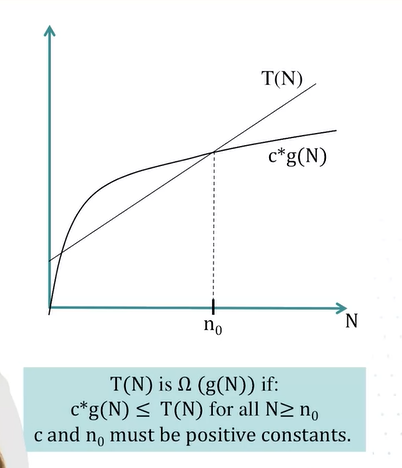 T(N)
c*g(N)
N
n₀
T(N) is Ω (g(N)) if:
c*g(N) ≤ T(N) for all N≥ n₀
c and n₀ must be positive constants.